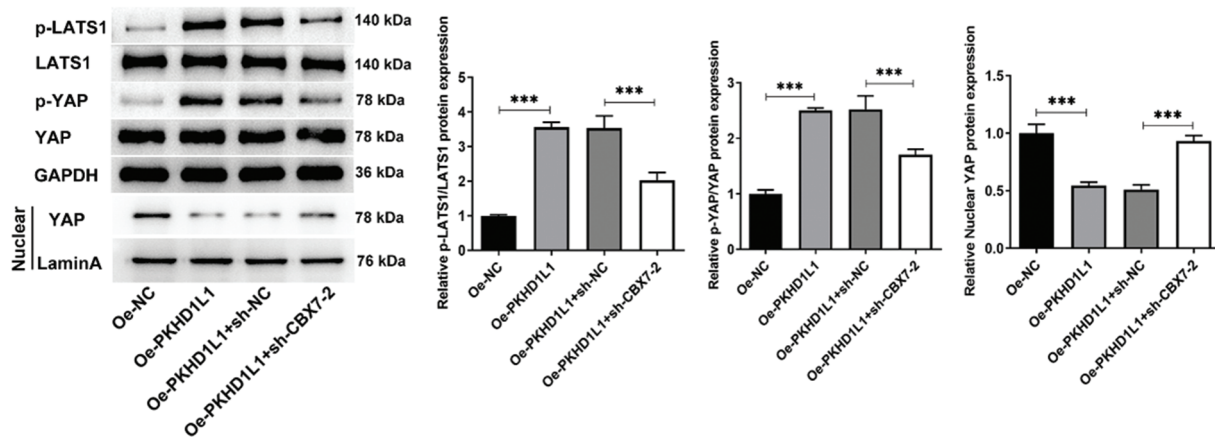 p-LATS1 140 kDa
LATS1 140 kDa
p-YAP 78 kDa
YAP 78 kDa
GAPDH 36 kDa
Nuclear
YAP 78 kDa
LaminA 76 kDa
Oe-NC
Oe-PKHD1L1
Oe-PKHD1L1+sh-NC
Oe-PKHD1L1+sh-CBX7-2
Relative p-LATS1/LATS1 protein expression
5
4
3
2
1
0
***
***
Oe-NC
Oe-PKHD1L1
Oe-PKHD1L1+sh-NC
Oe-PKHD1L1+sh-CBX7-2
Relative p-YAP/YAP protein expression
3
2
1
0
***
***
Oe-NC
Oe-PKHD1L1
Oe-PKHD1L1+sh-NC
Oe-PKHD1L1+sh-CBX7-2
Relative Nuclear YAP protein expression
1.5
1.0
0.5
0.0
***
***
Oe-NC
Oe-PKHD1L1
Oe-PKHD1L1+sh-NC
Oe-PKHD1L1+sh-CBX7-2